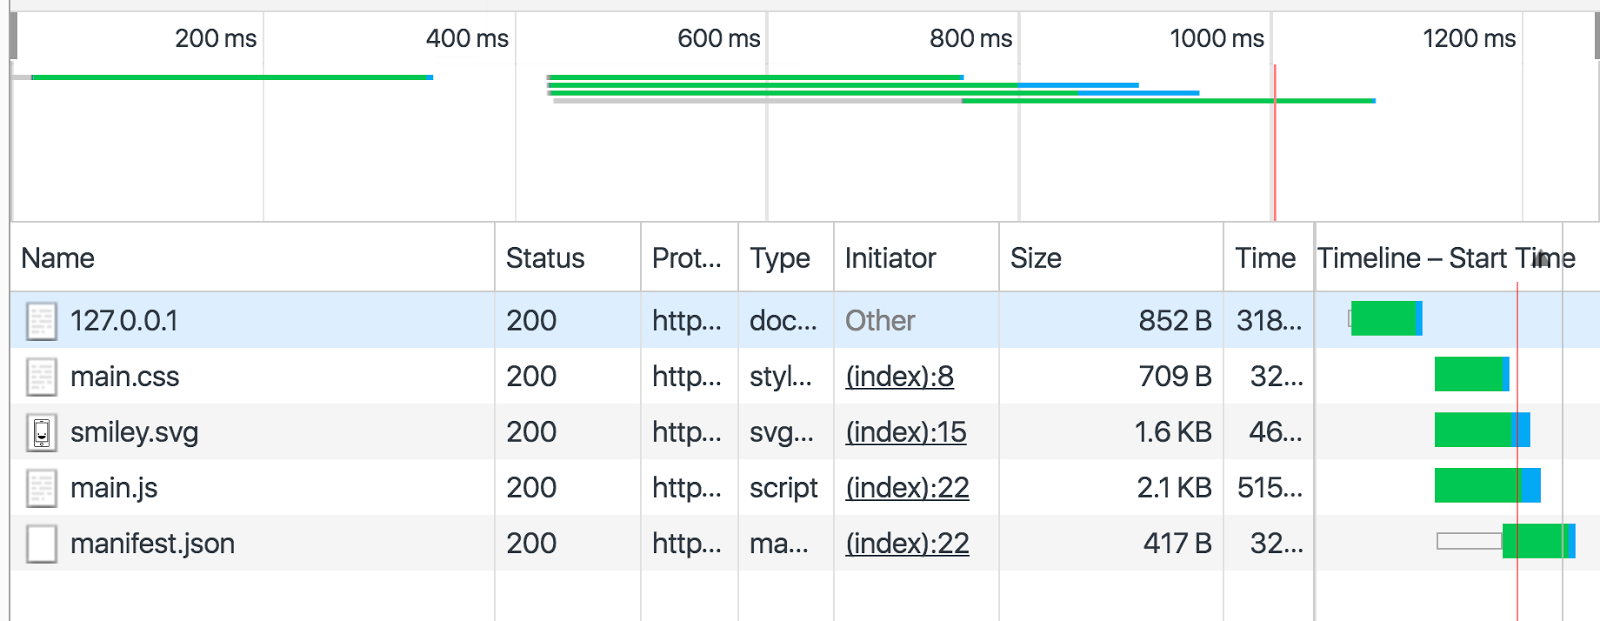 200 ms 400 ms 600 ms 800 ms 1000 ms 1200 ms
Name Status Prot... Type Initiator Size Time Timeline – Start Time
127.0.0.1 200 http... doc... Other 852 B 318...
main.css 200 http... styl... (index):8 709 B 32...
smiley.svg 200 http... svg... (index):15 1.6 KB 46...
main.js 200 http... script (index):22 2.1 KB 515...
manifest.json 200 http... ma... (index):22 417 B 32...